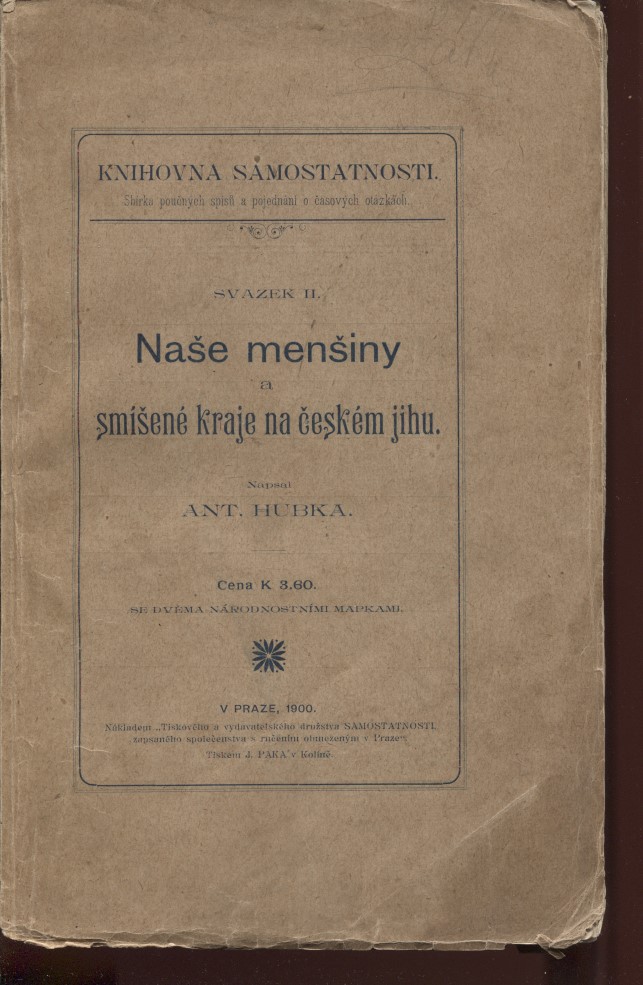 KNIHOVNA SAMOSTATNOSTI.
Sbírka poučných spisů a pojednání o časových otázkách.
SVAZEK II.
Naše menšiny
a
smíšené kraje na českém jihu.
Napsal
ANT. HUBKA.
Cena K 3.60.
SE DVĚMA NÁRODNOSTNÍMI MAPKAMI.
V PRAZE, 1900.
Nákladem „Tiskového a vydavatelského družstva SAMOSTATNOSTI,
zapsaného společenstva s ručením obmezeným v Praze“
Tiskem J. PÁKA v Kolíně.